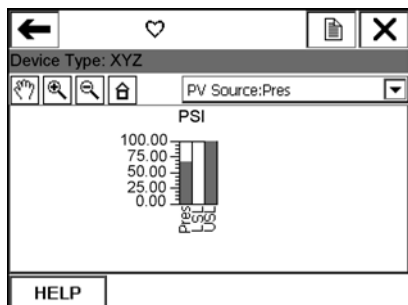 Device Type: XYZ
PV Source:Pres
PSI
100.00
75.00
50.00
25.00
0.00
Pres
LSL
USL
HELP